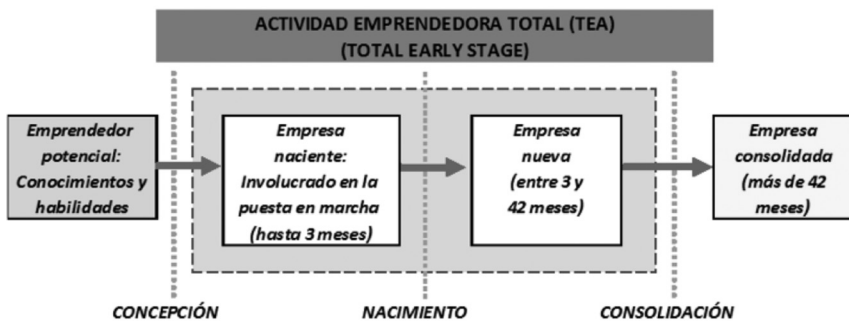 ACTIVIDAD EMPRENDEDORA TOTAL (TEA)
(TOTAL EARLY STAGE)
Emprendedor
potencial:
Conocimientos y
habilidades
Empresa
naciente:
Involucrado en la
puesta en marcha
(hasta 3 meses)
Empresa
nueva
(entre 3 y
42 meses)
Empresa
consolidada
(más de 42
meses)
CONCEPCIÓN
NACIMIENTO
CONSOLIDACIÓN